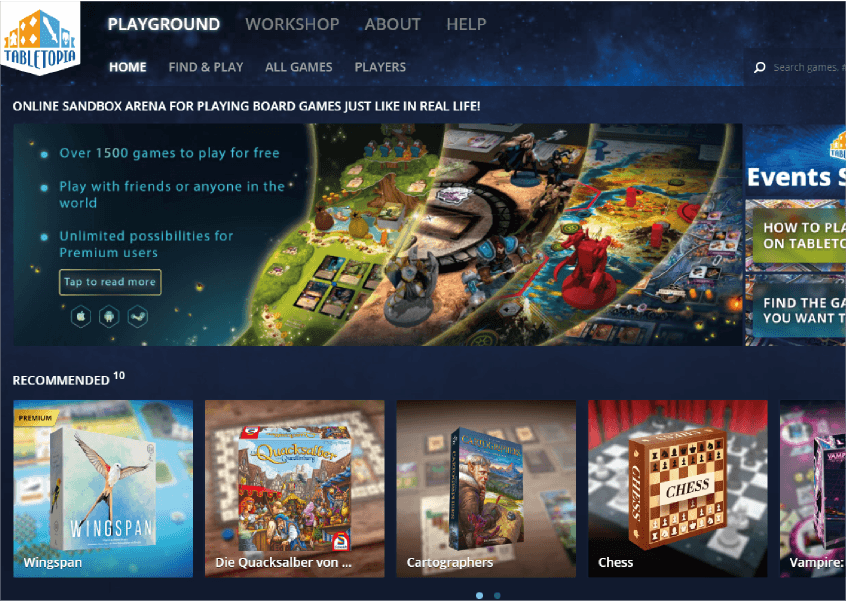 TABLETOPIA
PLAYGROUND WORKSHOP ABOUT HELP
HOME FIND & PLAY ALL GAMES PLAYERS
Search games, #
ONLINE SANDBOX ARENA FOR PLAYING BOARD GAMES JUST LIKE IN REAL LIFE!
Over 1500 games to play for free
Play with friends or anyone in the
world
Unlimited possibilities for
Premium users
Tap to read more
Events S
HOW TO PLA
ON TABLETO
FIND THE GA
YOU WANT T
RECOMMENDED 10
PREMIUM
WINGSPAN
Wingspan
Quacksalber
Die Quacksalber von ...
CARTOGRAPHERS
Cartographers
CHESS
CHESS
Chess
VAMP
Vampire: